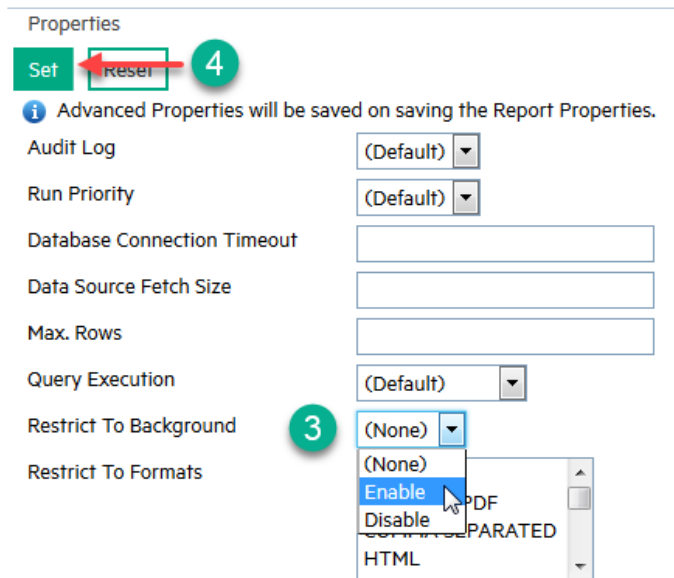 Properties
Set Reset 4
i Advanced Properties will be saved on saving the Report Properties.
Audit Log (Default)
Run Priority (Default)
Database Connection Timeout
Data Source Fetch Size
Max. Rows
Query Execution (Default)
Restrict To Background 3 (None)
Restrict To Formats (None)
Enable PDF
Disable SEPARATED
HTML